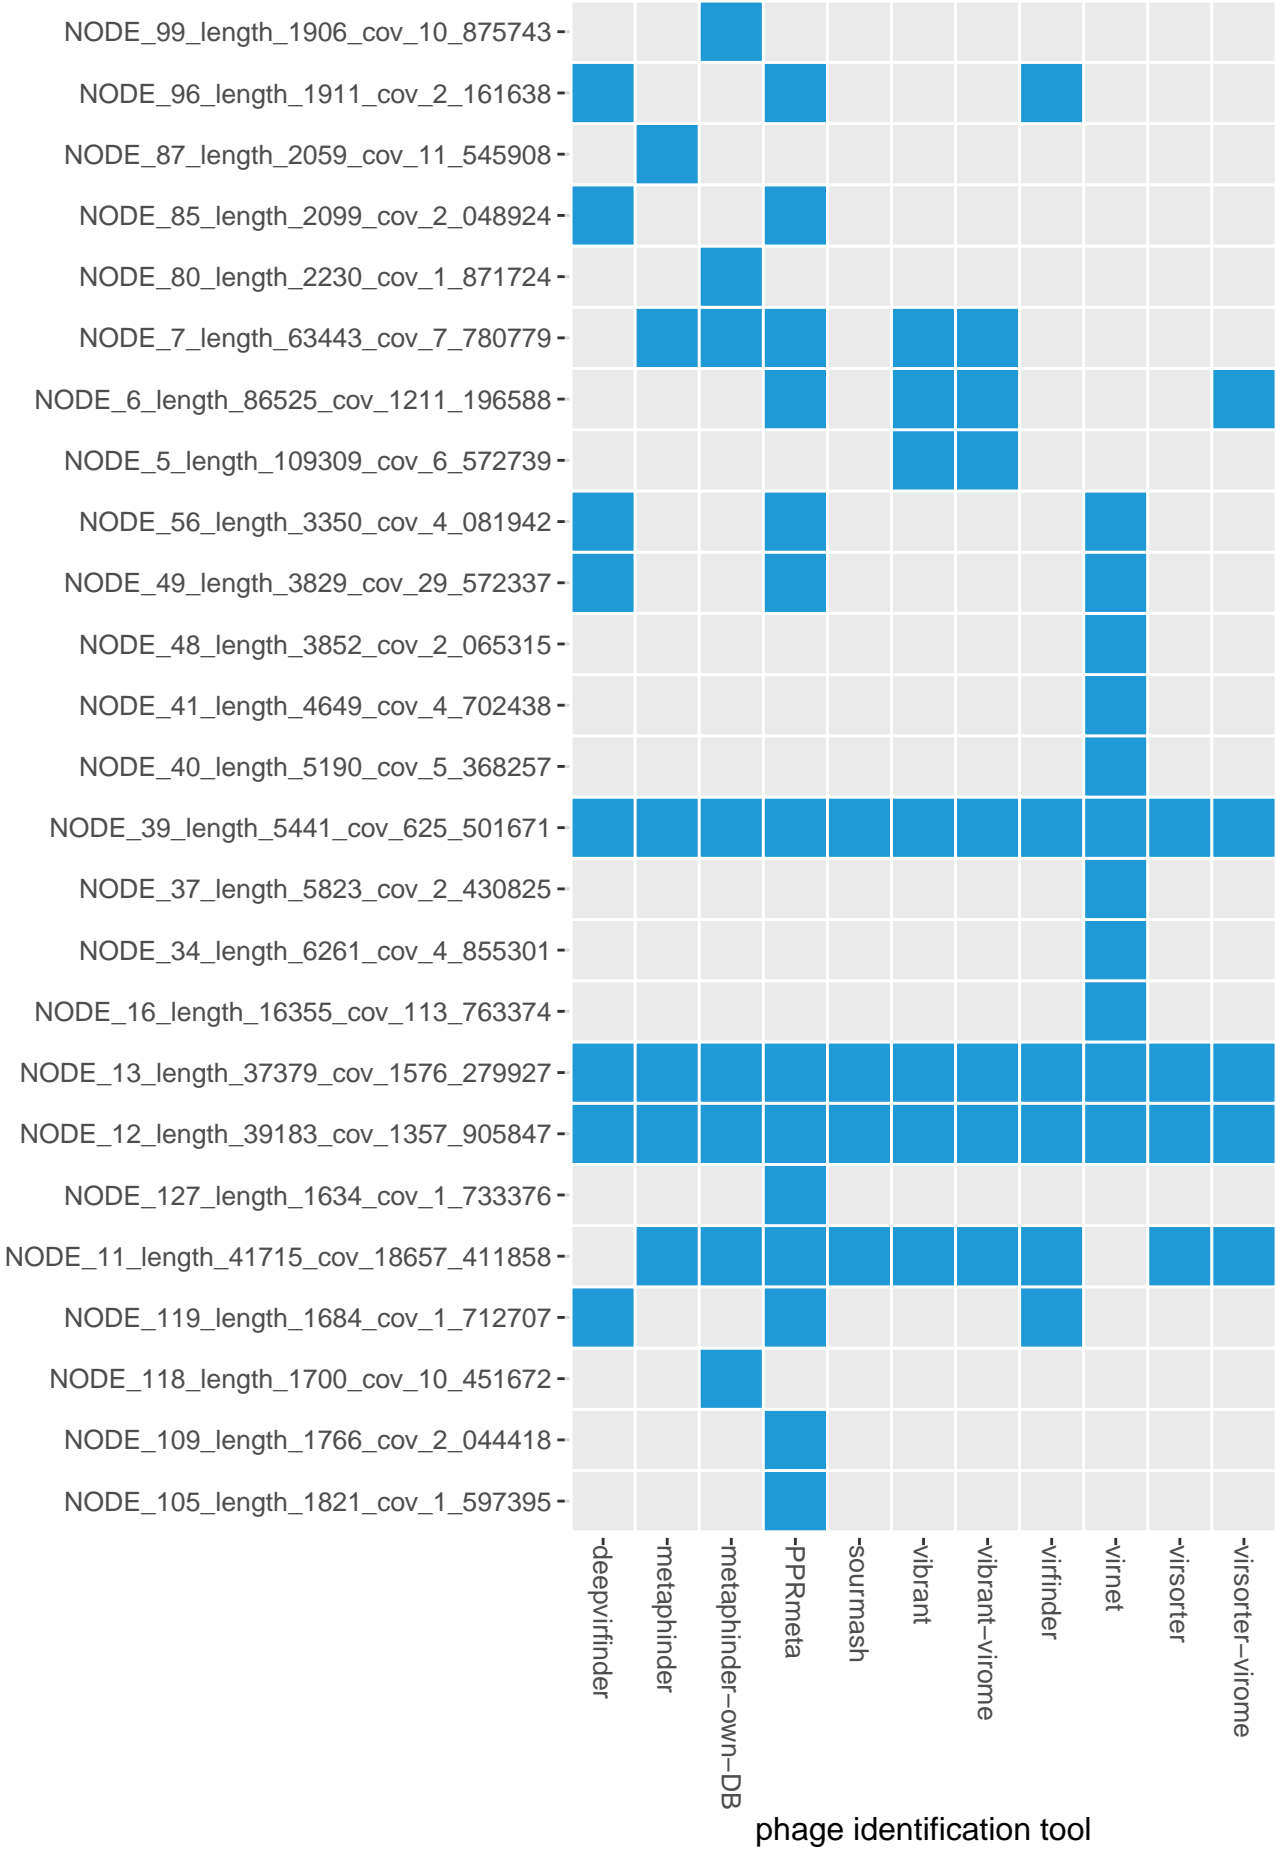 NODE_99_length_1906_cov_10_875743
NODE_96_length_1911_cov_2_161638
NODE_87_length_2059_cov_11_545908
NODE_85_length_2099_cov_2_048924
NODE_80_length_2230_cov_1_871724
NODE_7_length_63443_cov_7_780779
NODE_6_length_86525_cov_1211_196588
NODE_5_length_109309_cov_6_572739
NODE_56_length_3350_cov_4_081942
NODE_49_length_3829_cov_29_572337
NODE_48_length_3852_cov_2_065315
NODE_41_length_4649_cov_4_702438
NODE_40_length_5190_cov_5_368257
NODE_39_length_5441_cov_625_501671
NODE_37_length_5823_cov_2_430825
NODE_34_length_6261_cov_4_855301
NODE_16_length_16355_cov_113_763374
NODE_13_length_37379_cov_1576_279927
NODE_12_length_39183_cov_1357_905847
NODE_127_length_1634_cov_1_733376
NODE_11_length_41715_cov_18657_411858
NODE_119_length_1684_cov_1_712707
NODE_118_length_1700_cov_10_451672
NODE_109_length_1766_cov_2_044418
NODE_105_length_1821_cov_1_597395
deepvirfinder
metaphinder
metaphinder−own−DB
PPRmeta
sourmash
vibrant
vibrant−virome
virfinder
virnet
virsorter
virsorter−virome
phage identification tool